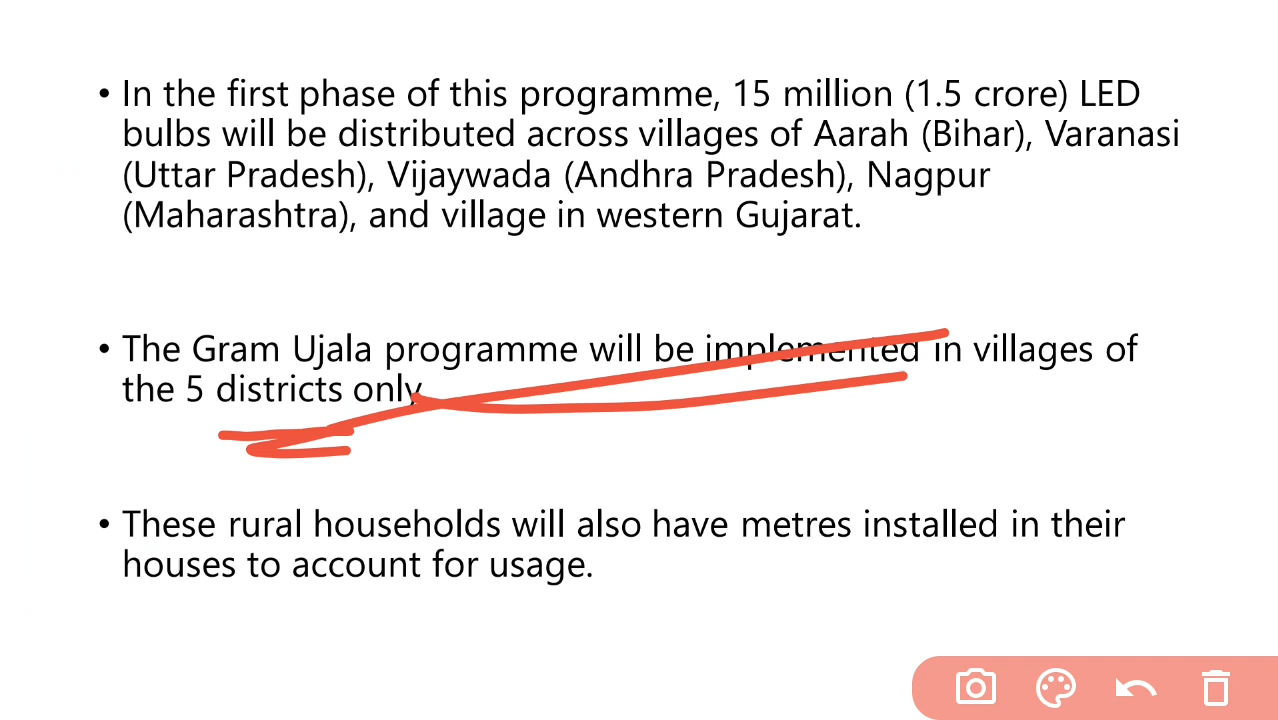 • In the first phase of this programme, 15 million (1.5 crore) LED
bulbs will be distributed across villages of Aarah (Bihar), Varanasi
(Uttar Pradesh), Vijaywada (Andhra Pradesh), Nagpur
(Maharashtra), and village in western Gujarat.
• The Gram Ujala programme will be implemented in villages of
the 5 districts only
• These rural households will also have metres installed in their
houses to account for usage.